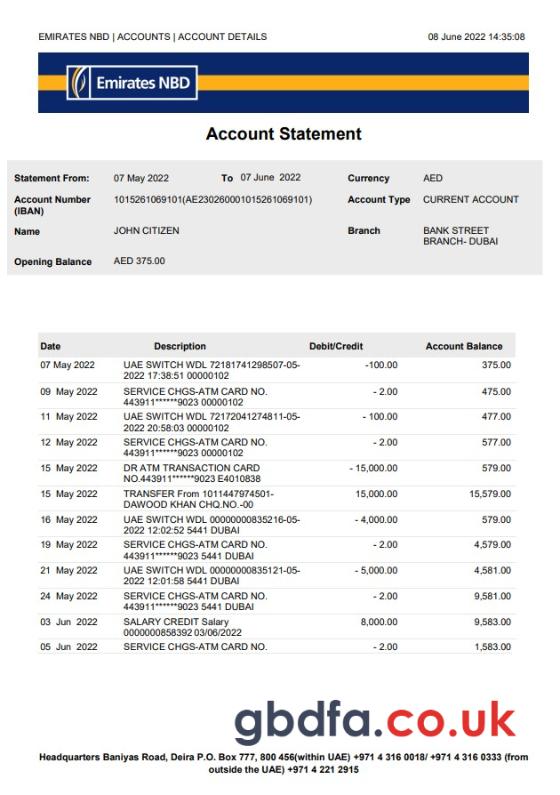 EMIRATES NBD | ACCOUNTS | ACCOUNT DETAILS 08 June 2022 14:35:08
Emirates NBD
Account Statement
Statement From: 07 May 2022 To 07 June 2022 Currency AED
Account Number 1015261069101(AE230260001015261069101) Account Type CURRENT ACCOUNT
(IBAN)
Name JOHN CITIZEN Branch BANK STREET
BRANCH- DUBAI
Opening Balance AED 375.00
Date Description Debit/Credit Account Balance
07 May 2022 UAE SWITCH WDL 72181741298507-05- -100.00 375.00
2022 17:38:51 00000102
09 May 2022 SERVICE CHGS-ATM CARD NO. - 2.00 475.00
443911******9023 00000102
11 May 2022 UAE SWITCH WDL 72172041274811-05- - 100.00 477.00
2022 20:58:03 00000102
12 May 2022 SERVICE CHGS-ATM CARD NO. - 2.00 577.00
443911******9023 00000102
15 May 2022 DR ATM TRANSACTION CARD - 15,000.00 579.00
NO.443911******9023 E4010838
15 May 2022 TRANSFER From 1011447974501- 15,000.00 15,579.00
DAWOOD KHAN CHQ.NO.-00
16 May 2022 UAE SWITCH WDL 00000000835216-05- - 4,000.00 579.00
2022 12:02:52 5441 DUBAI
19 May 2022 SERVICE CHGS-ATM CARD NO. - 2.00 4,579.00
443911******9023 5441 DUBAI
21 May 2022 UAE SWITCH WDL 00000000835121-05- - 5,000.00 4,581.00
2022 12:01:58 5441 DUBAI
24 May 2022 SERVICE CHGS-ATM CARD NO. - 2.00 9,581.00
443911******9023 5441 DUBAI
03 Jun 2022 SALARY CREDIT Salary 8,000.00 9,583.00
0000000858392 03/06/2022
05 Jun 2022 SERVICE CHGS-ATM CARD NO. - 2.00 1,583.00
gbdfa.co.uk
Headquarters Baniyas Road, Deira P.O. Box 777, 800 456(within UAE) +971 4 316 0018/ +971 4 316 0333 (from
outside the UAE) +971 4 221 2915